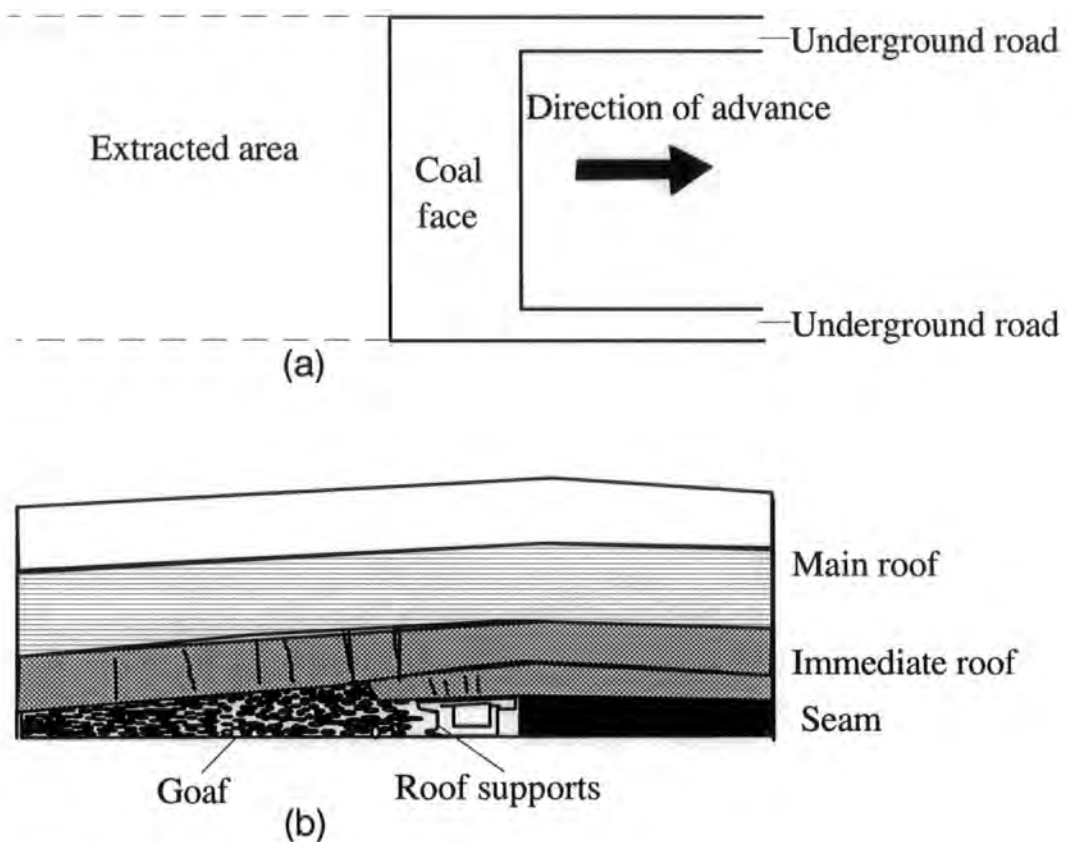 Underground road
Direction of advance
Extracted area
Coal
face
Underground road
(a)
Main roof
Immediate roof
Seam
Goaf
Roof supports
(b)